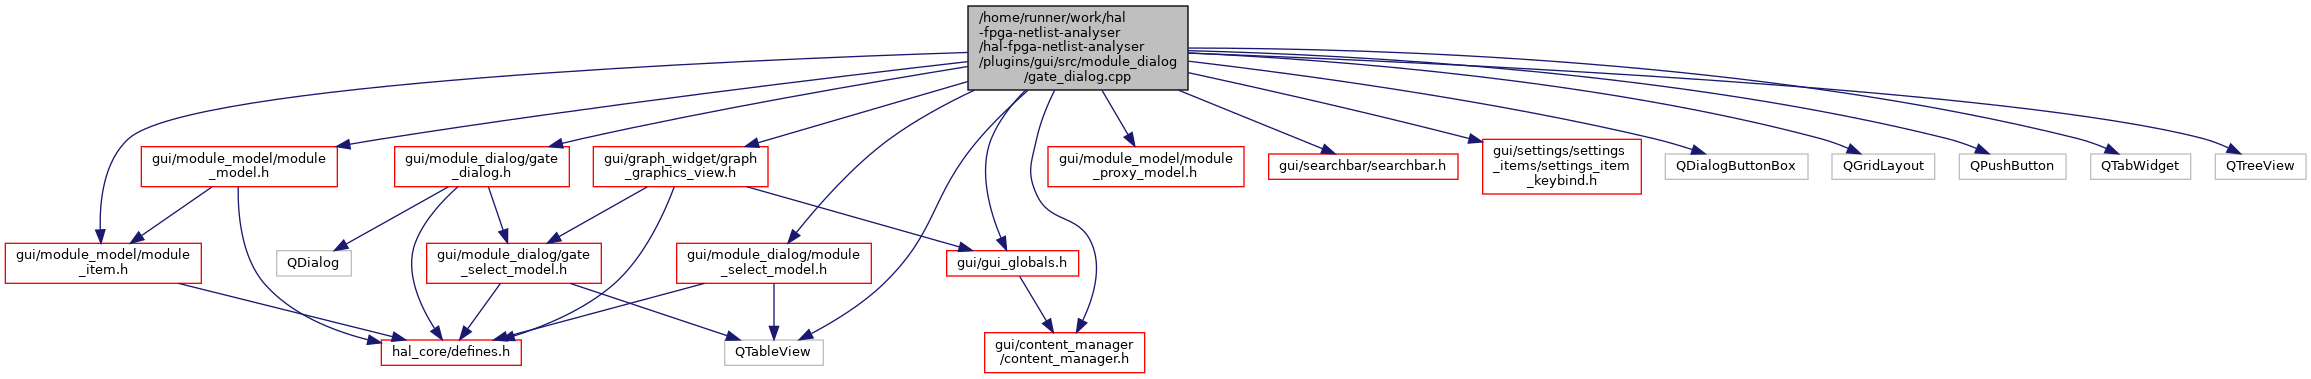 /home/runner/work/hal
-fpga-netlist-analyser
/hal-fpga-netlist-analyser
/plugins/gui/src/module_dialog
/gate_dialog.cpp
gui/module_model/module
_model.h
gui/module_dialog/gate
_dialog.h
gui/graph_widget/graph
_graphics_view.h
gui/module_model/module
_proxy_model.h
gui/searchbar/searchbar.h
gui/settings/settings
_items/settings_item
_keybind.h
QDialogButtonBox
QGridLayout
QPushButton
QTabWidget
QTreeView
gui/module_model/module
_item.h
QDialog
gui/module_dialog/gate
_select_model.h
gui/module_dialog/module
_select_model.h
gui/gui_globals.h
hal_core/defines.h
QTableView
gui/content_manager
/content_manager.h